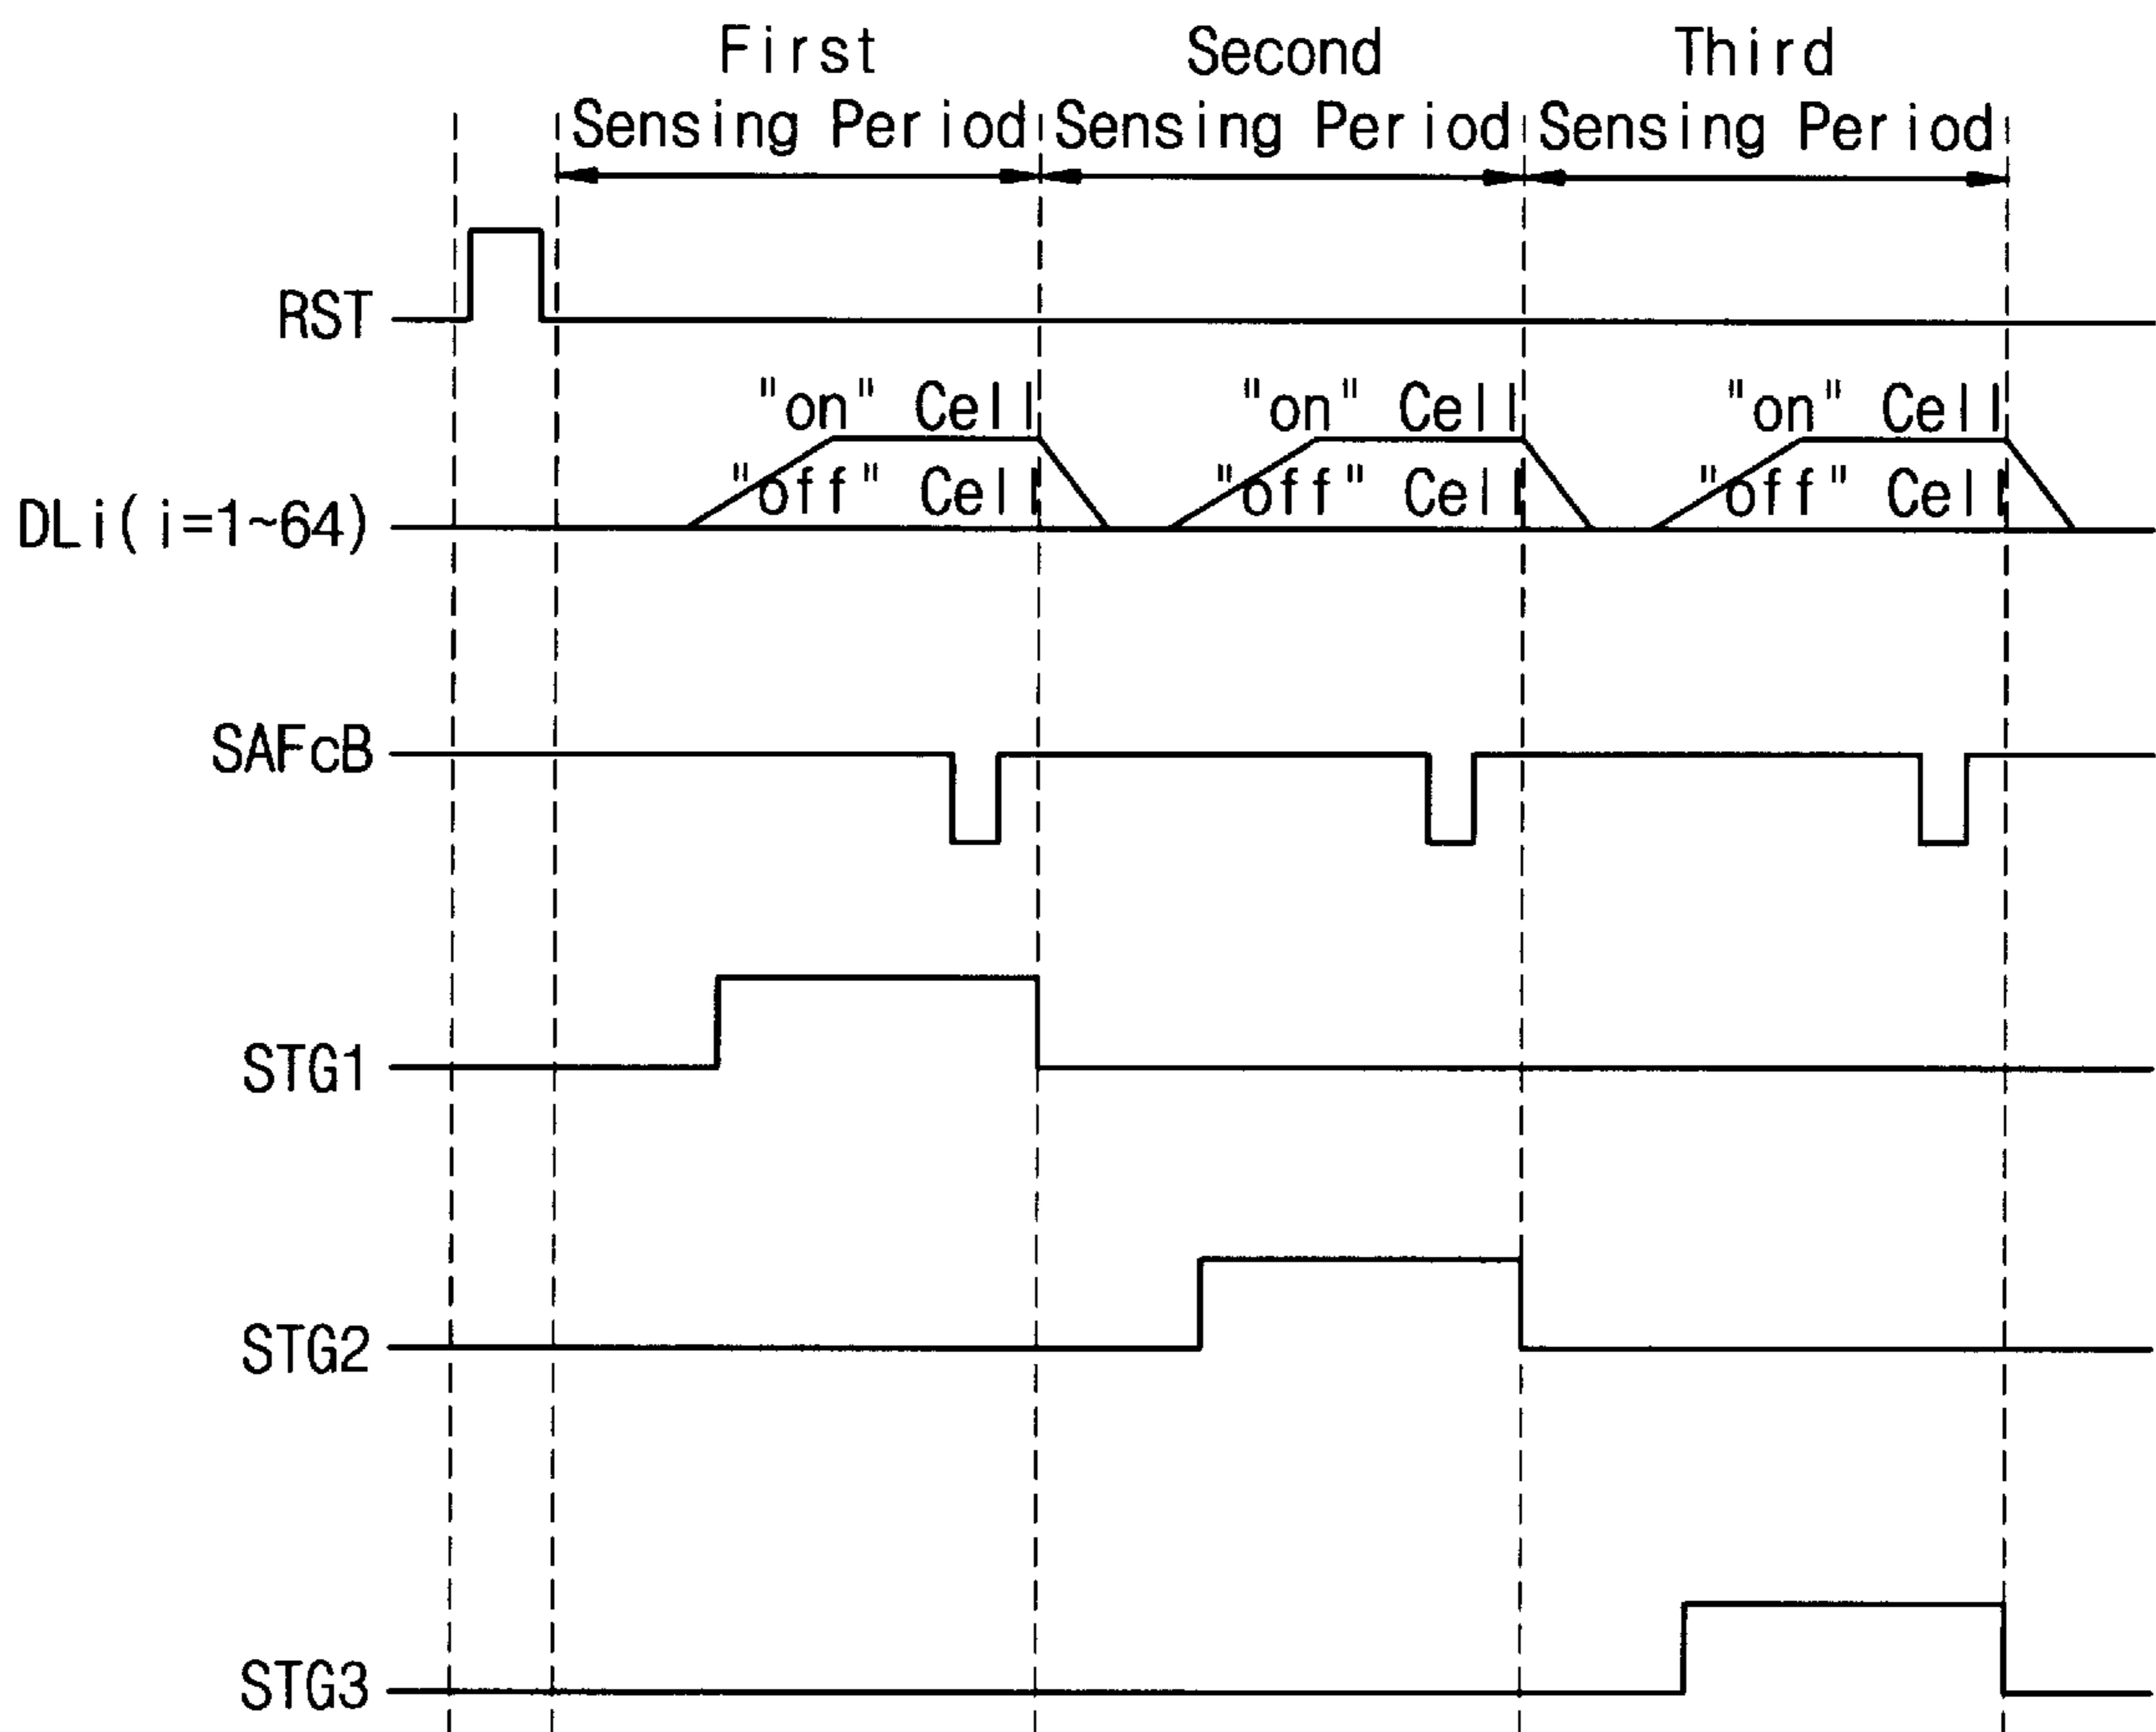 First
Sensing Period
Second
Sensing Period
Third
Sensing Period
RST
"on" Cell
"on" Cell
"on" Cell
"off" Cell
"off" Cell
"off" Cell
DLi(i=1~64)
SAFcB
STG1
STG2
STG3